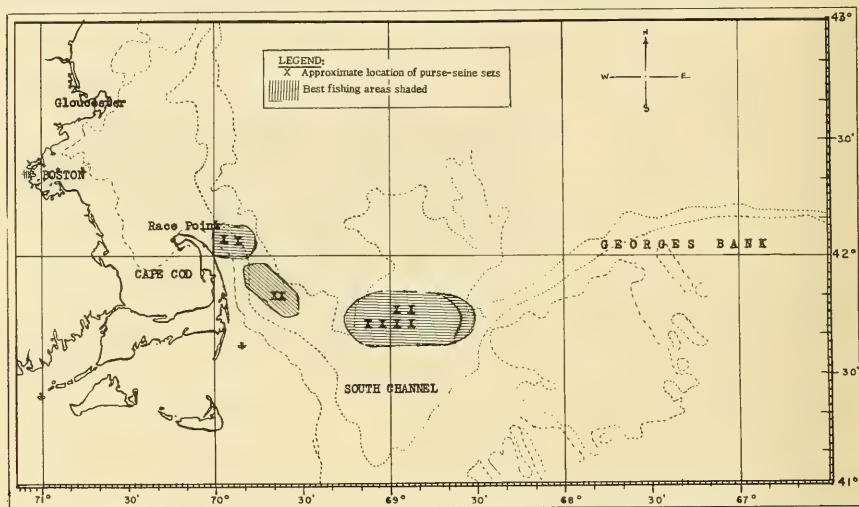 43°
LEGEND:
X Approximate location of purse-seine sets
Best fishing areas shaded
N
W E
S
Gloucester
30'
BOSTON
Race Point
X X
GEORGES BANK
42°
CAPE COD
XX
X X
T X X X
30'
SOUTH CHANNEL
41°
71° 30' 70° 30' 69° 30' 68° 30' 67°